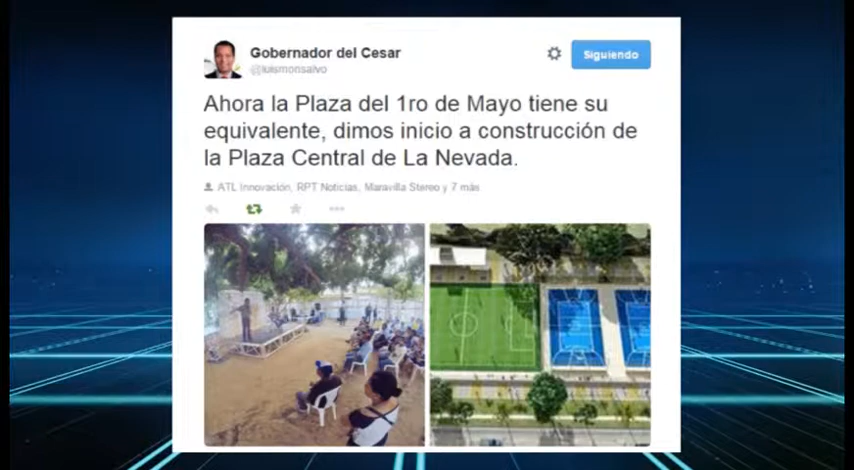 Gobernador del Cesar
@luismonsalvo
Siguiendo
Ahora la Plaza del 1ro de Mayo tiene su
equivalente, dimos inicio a construcción de
la Plaza Central de La Nevada.
ATL Innovación, RPT Noticias, Maravilla Stereo y 7 más